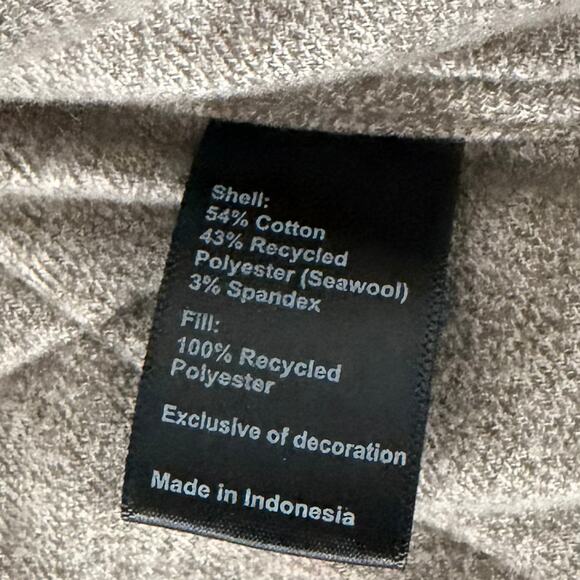 Shell:
54% Cotton
43% Recycled
Polyester (Seawool)
3% Spandex
Fill:
100% Recycled
Polyester
Exclusive of decoration
Made in Indonesia